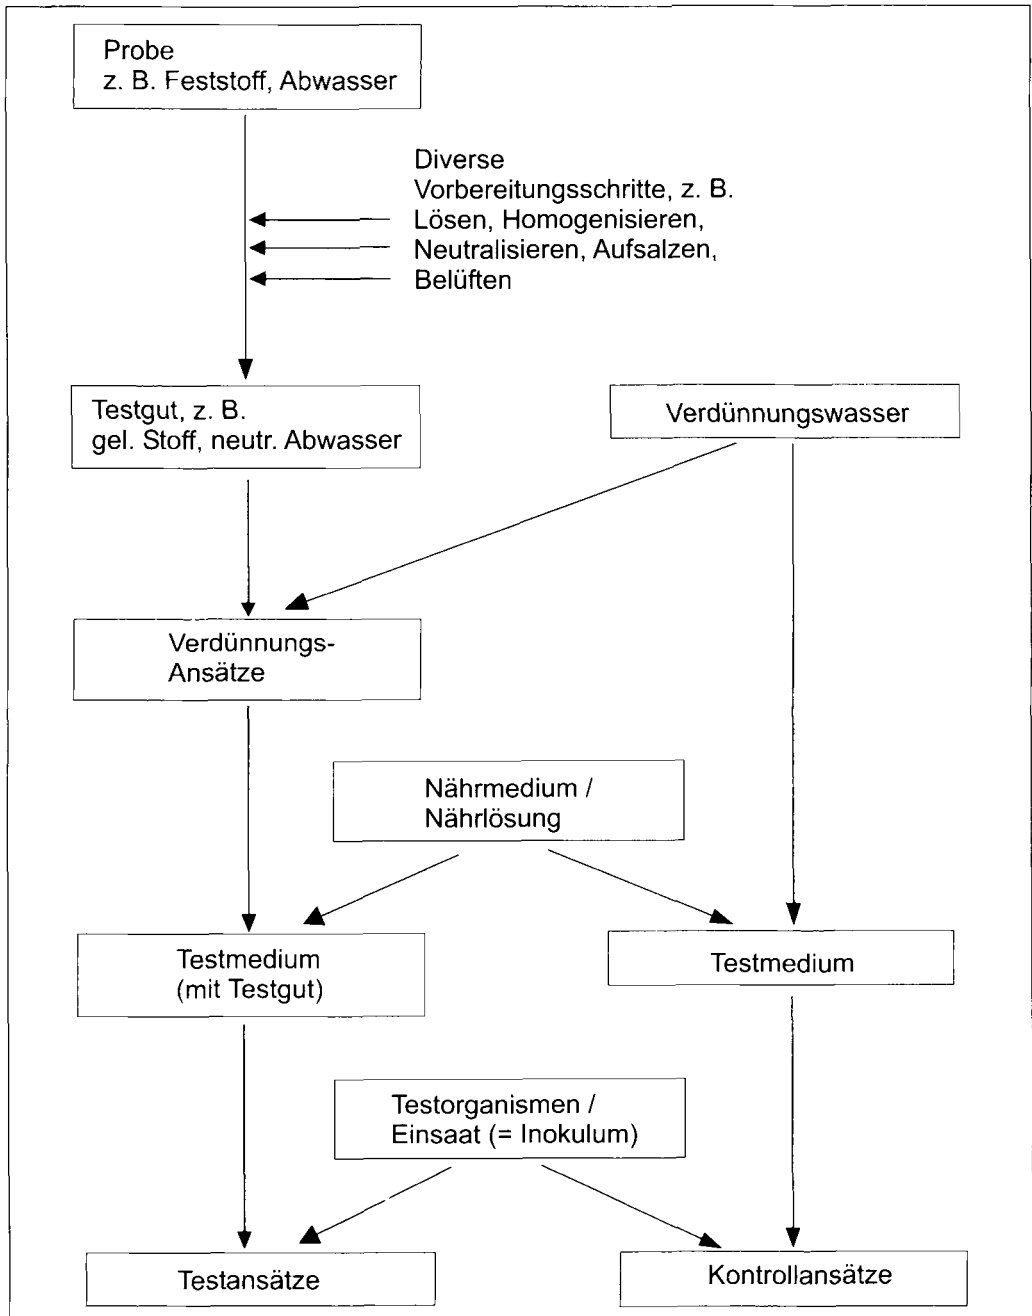 Probe
z. B. Feststoff, Abwasser
Diverse
Vorbereitungsschritte, z. B.
Lösen, Homogenisieren,
Neutralisieren, Aufsalzen,
Belüften
Testgut, z. B.
gel. Stoff, neutr. Abwasser
Verdünnungswasser
Verdünnungs-
Ansätze
Nährmedium /
Nährlösung
Testmedium
(mit Testgut)
Testmedium
Testorganismen /
Einsaat (= Inokulum)
Testansätze
Kontrollansätze